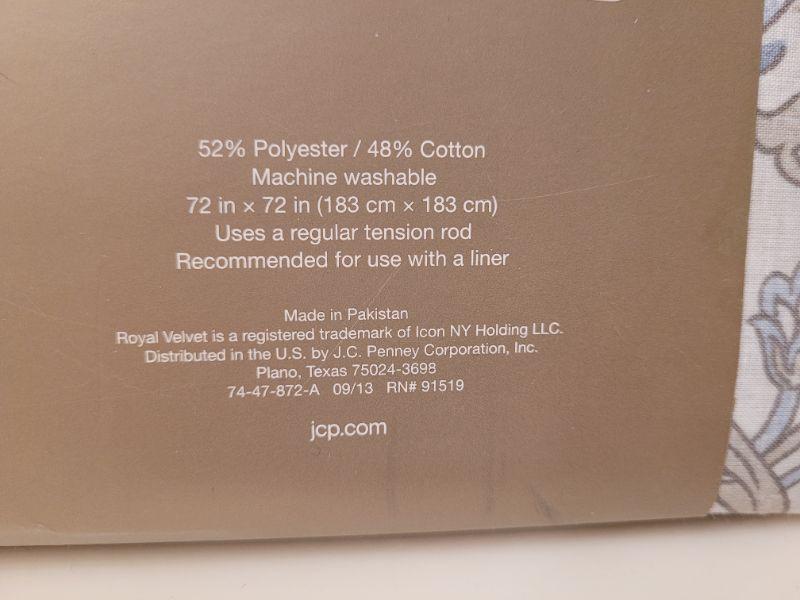 52% Polyester / 48% Cotton
Machine washable
72 in × 72 in (183 cm × 183 cm)
Uses a regular tension rod
Recommended for use with a liner
Made in Pakistan
Royal Velvet is a registered trademark of Icon NY Holding LLC.
Distributed in the U.S. by J.C. Penney Corporation, Inc.
Plano, Texas 75024-3698
74-47-872-A 09/13 RN# 91519
jcp.com